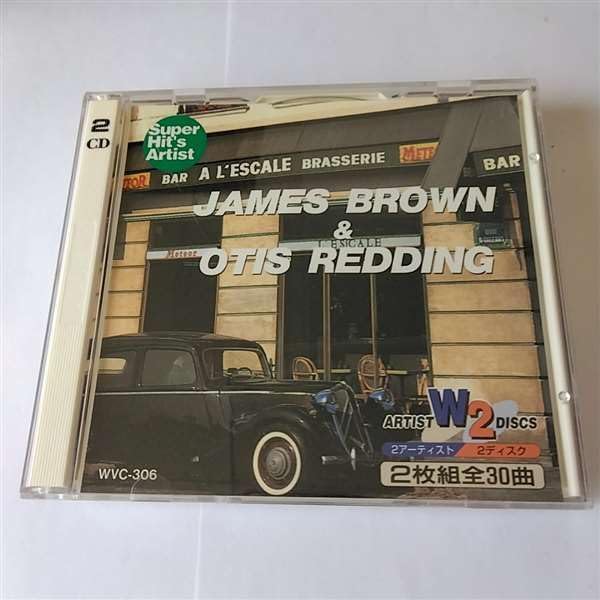 2
CD
Super
Hit's
Artist
METEOR
BAR A L'ESCALE BRASSERIE METEOR BAR
JAMES BROWN
&
L'ESCALE
Meteor
OTIS REDDING
ARTIST W2 DISCS
2アーティスト 2ディスク
2枚組全30曲
WVC-306